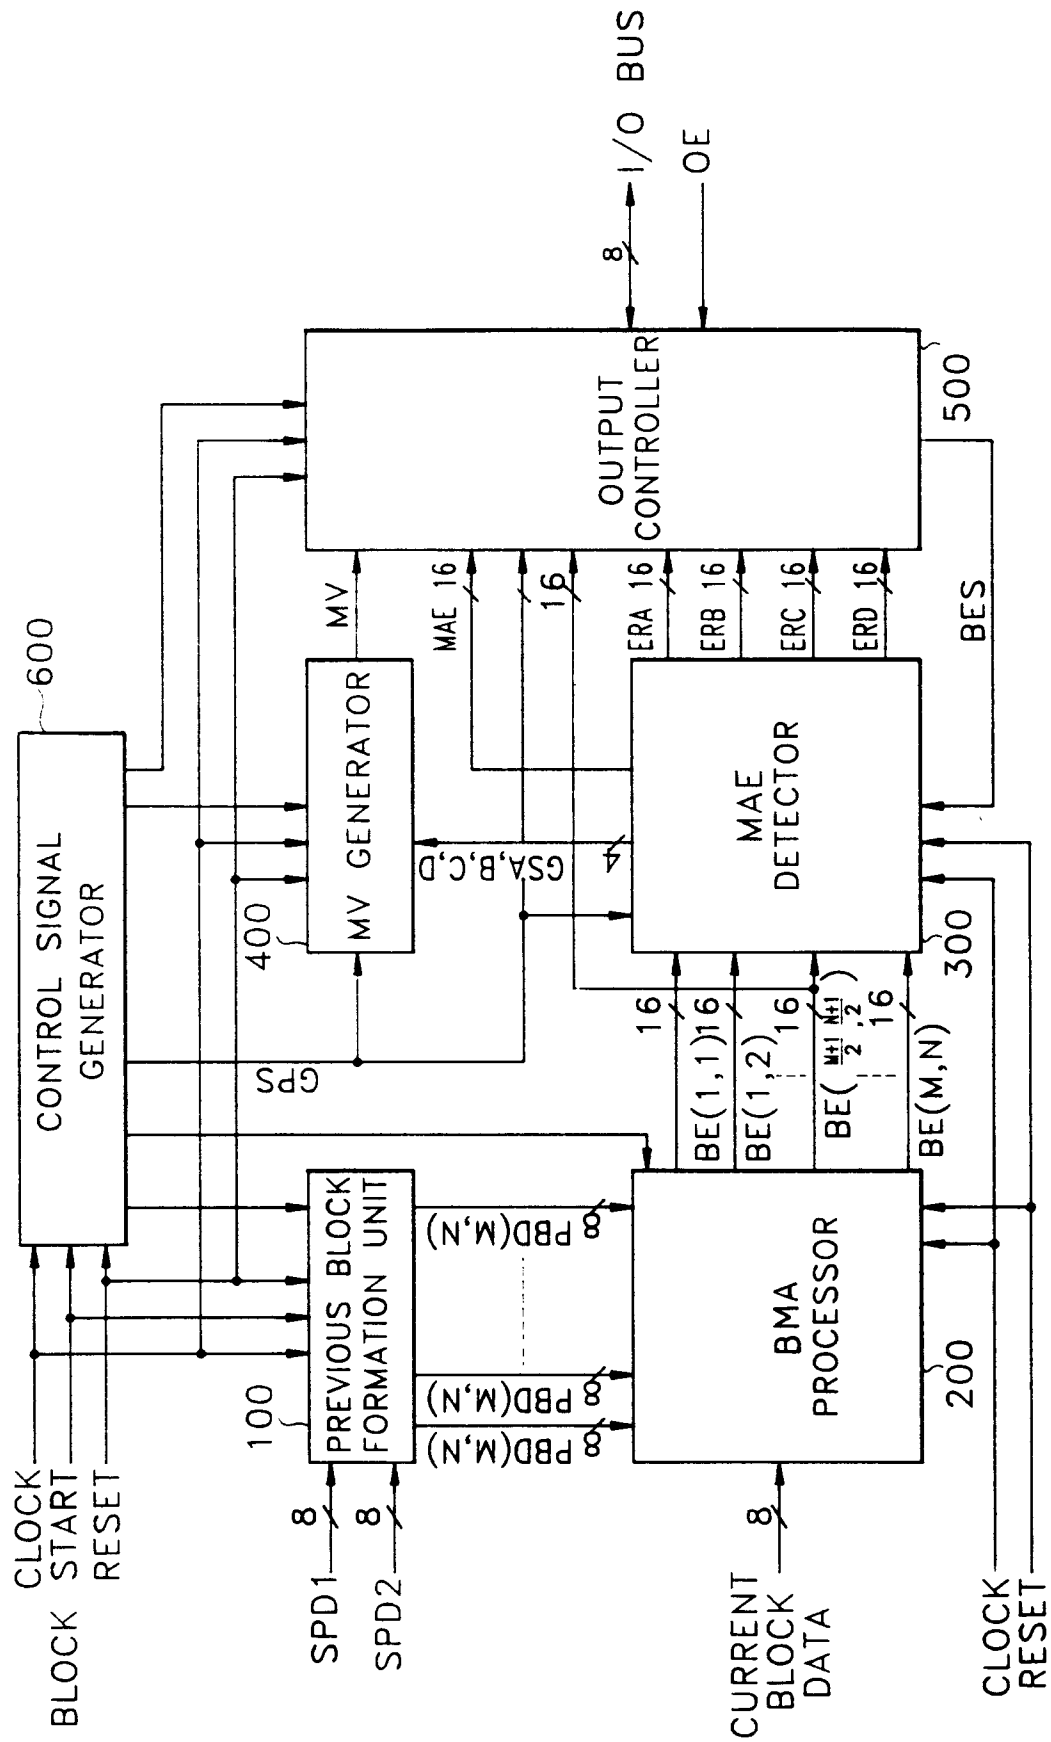 CLOCK
BLOCK START
RESET
CONTROL SIGNAL
GENERATOR
600
GPS
SPD1
8
SPD2
8
100
PREVIOUS BLOCK
FORMATION UNIT
400
MV GENERATOR
MV
MAE 16
16
GSA,B,C,D
4
PBD(M,N)
8
PBD(M,N)
8
PBD(M,N)
8
OUTPUT
CONTROLLER
500
8
I/O BUS
OE
CURRENT
BLOCK
DATA
8
BMA
PROCESSOR
200
16
BE(1,1)
16
BE(1,2)
16
BE(M+1/2,N+1/2)
16
BE(M,N)
MAE
DETECTOR
300
ERA 16
ERB 16
ERC 16
ERD 16
BES
CLOCK
RESET